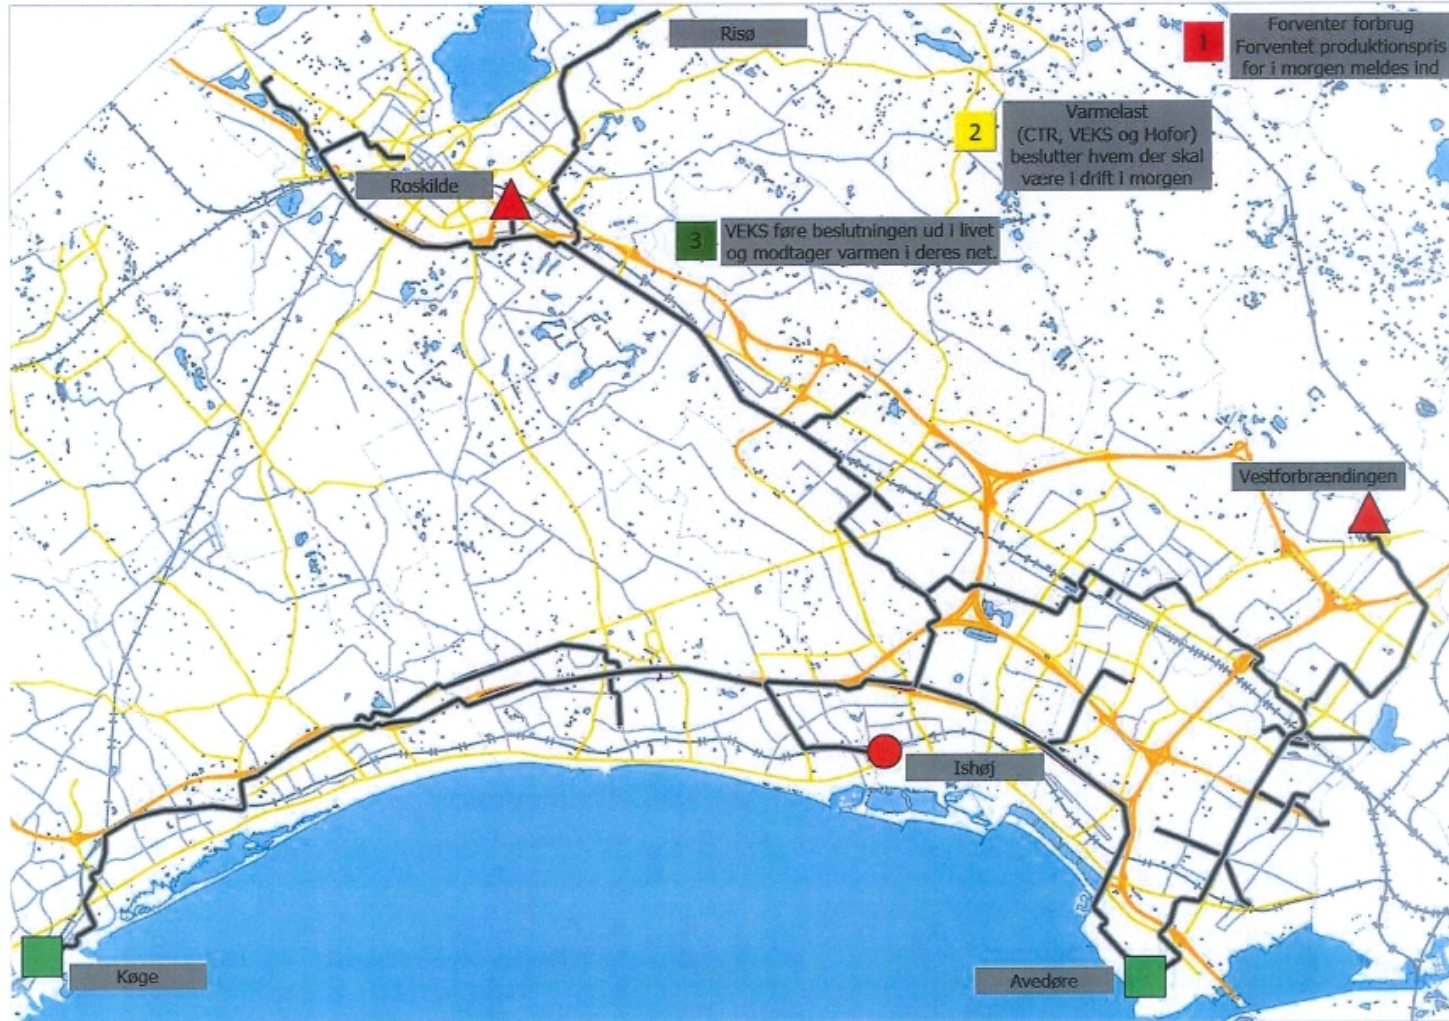 Risø
1
Forventer forbrug
Forventet produktionspris
for i morgen meldes ind
2
Varmelast
(CTR, VEKS og Hofor)
beslutter hvem der skal
være i drift i morgen
Roskilde
3
VEKS føre beslutningen ud i livet
og modtager varmen i deres net.
Vestforbrændingen
Ishøj
Køge
Avedøre